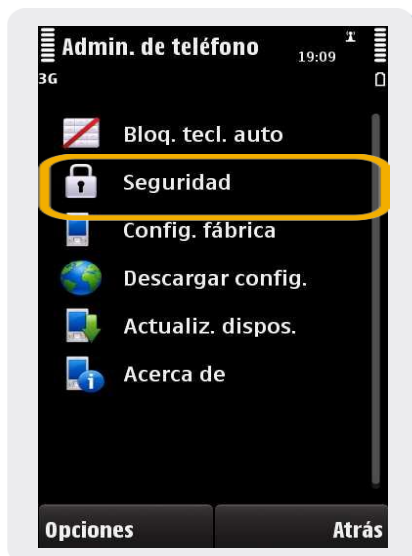 Admin. de teléfono
19:09
3G
Bloq. tecl. auto
Seguridad
Config. fábrica
Descargar config.
Actualiz. dispos.
Acerca de
Opciones Atrás